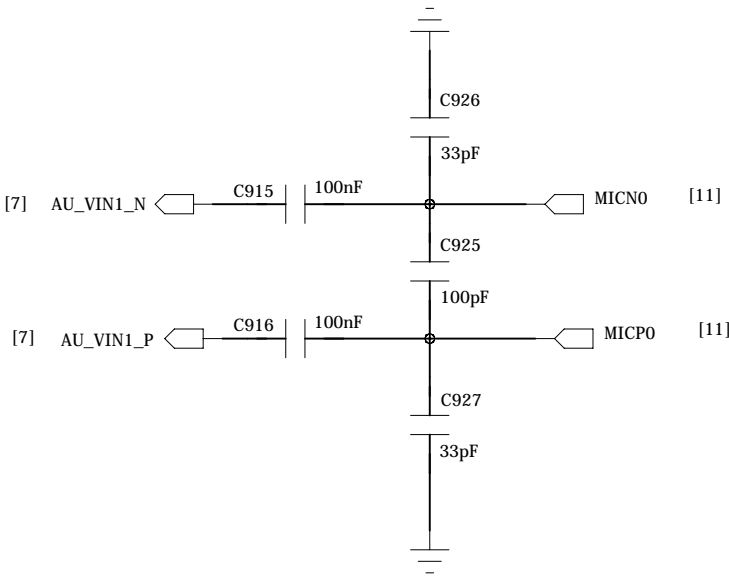 C926
33pF
C915
100nF
[7] AU_VIN1_N
MICN0 [11]
C925
100pF
C916
100nF
[7] AU_VIN1_P
MICP0 [11]
C927
33pF